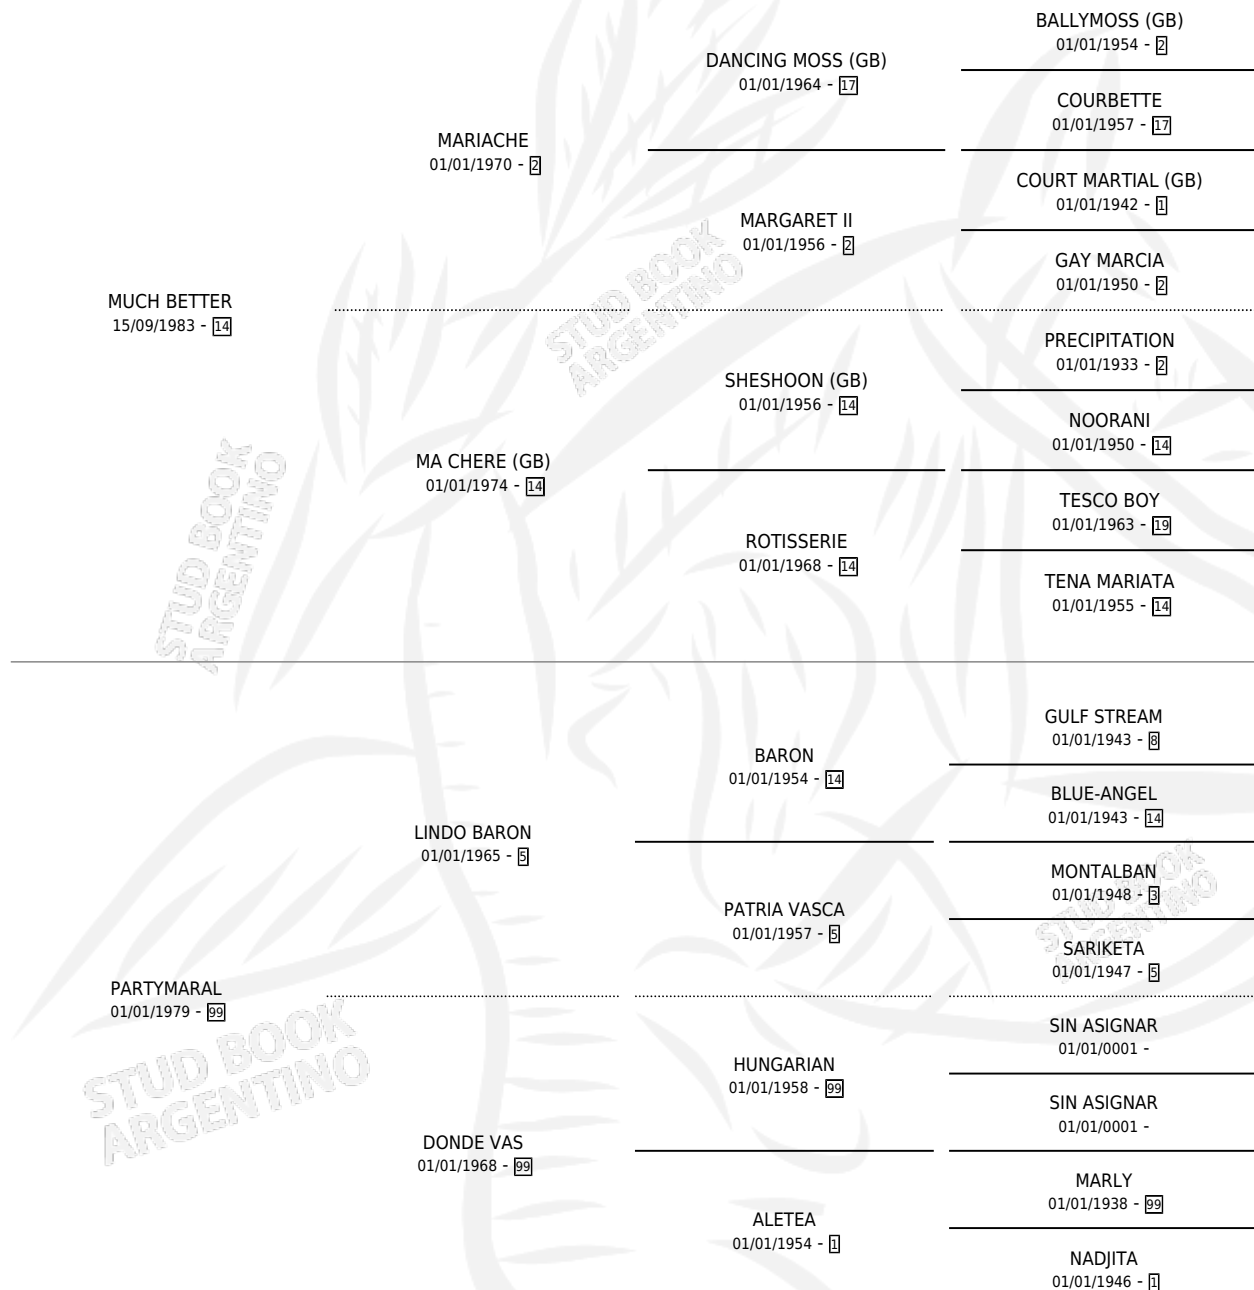 BALLYMOSS (GB)
01/01/1954 - 2
DANCING MOSS (GB)
01/01/1964 - 17
COURBETTE
01/01/1957 - 17
MARIACHE
01/01/1970 - 2
COURT MARTIAL (GB)
01/01/1942 - 1
MARGARET II
01/01/1956 - 2
GAY MARCIA
01/01/1950 - 2
MUCH BETTER
15/09/1983 - 14
PRECIPITATION
01/01/1933 - 2
SHESHOON (GB)
01/01/1956 - 14
NOORANI
01/01/1950 - 14
MA CHERE (GB)
01/01/1974 - 14
TESCO BOY
01/01/1963 - 19
ROTISSERIE
01/01/1968 - 14
TENA MARIATA
01/01/1955 - 14
GULF STREAM
01/01/1943 - 8
BARON
01/01/1954 - 14
BLUE-ANGEL
01/01/1943 - 14
LINDO BARON
01/01/1965 - 5
MONTALBAN
01/01/1948 - 3
PATRIA VASCA
01/01/1957 - 5
SARIKETA
01/01/1947 - 5
PARTYMARAL
01/01/1979 - 99
SIN ASIGNAR
01/01/0001 -
HUNGARIAN
01/01/1958 - 99
SIN ASIGNAR
01/01/0001 -
DONDE VAS
01/01/1968 - 99
MARLY
01/01/1938 - 99
ALETEA
01/01/1954 - 1
NADJITA
01/01/1946 - 1
STUD BOOK
ARGENTINO
STUD BOOK
ARGENTINO
STUD BOOK
ARGENTINO
STUD BOOK
ARGENTINO